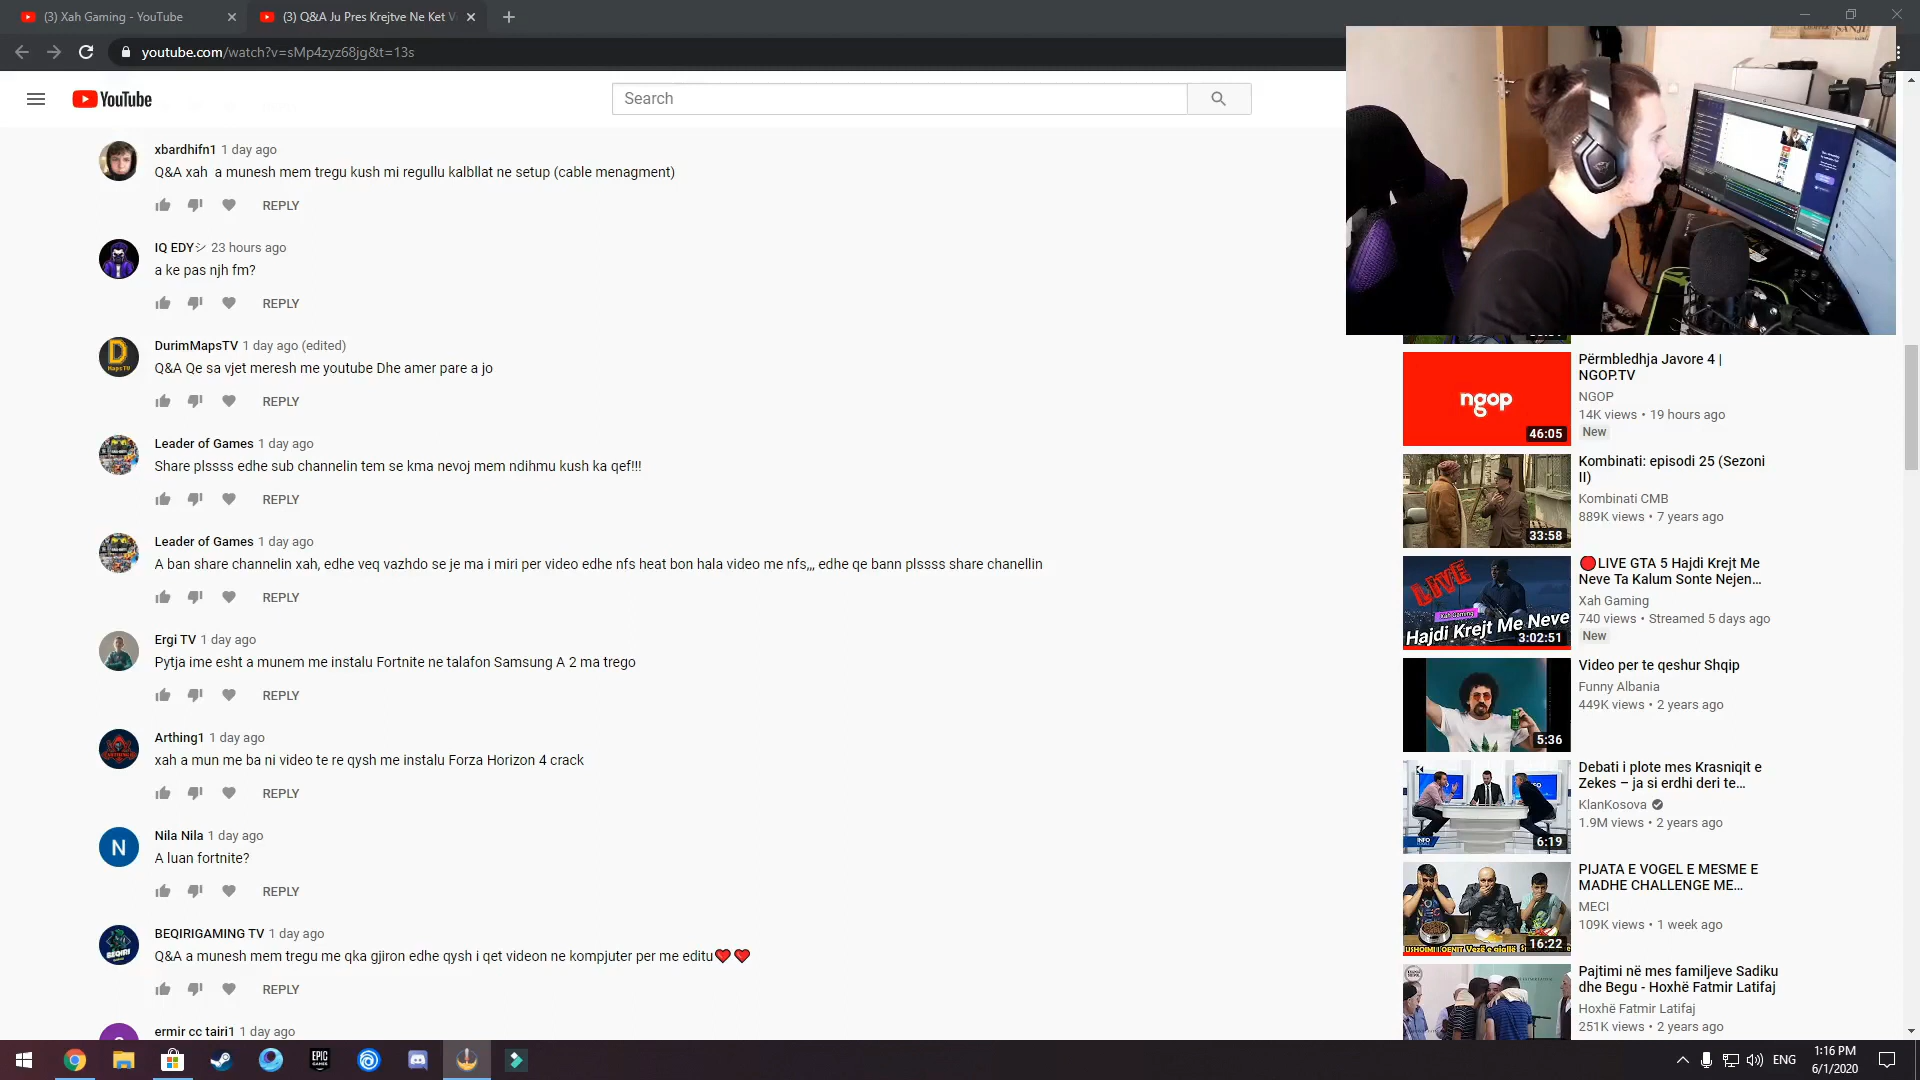 (3) Xah Gaming - YouTube
(3) Q&A Ju Pres Krejtve Ne Ket V
youtube.com/watch?v=sMp4zyz68jg&t=13s
YouTube
Search
xbardhifn1 1 day ago
Q&A xah a munesh mem tregu kush mi regullu kalbllat ne setup (cable menagment)
REPLY
IQ EDYシ 23 hours ago
a ke pas njh fm?
REPLY
DurimMapsTV 1 day ago (edited)
Q&A Qe sa vjet meresh me youtube Dhe amer pare a jo
REPLY
Leader of Games 1 day ago
Share plssss edhe sub channelin tem se kma nevoj mem ndihmu kush ka qef!!!
REPLY
Leader of Games 1 day ago
A ban share channelin xah, edhe veq vazhdo se je ma i miri per video edhe nfs heat bon hala video me nfs,,, edhe qe bann plssss share chanellin
REPLY
Ergi TV 1 day ago
Pytja ime esht a munem me instalu Fortnite ne talafon Samsung A 2 ma trego
REPLY
Arthing1 1 day ago
xah a mun me ba ni video te re qysh me instalu Forza Horizon 4 crack
REPLY
N
Nila Nila 1 day ago
A luan fortnite?
REPLY
BEQIRI
BEQIRIGAMING TV 1 day ago
Q&A a munesh mem tregu me qka gjiron edhe qysh i qet videon ne kompjuter per me editu❤❤
REPLY
ermir cc tairi1 1 day ago
Përmbledhja Javore 4 |
NGOP.TV
NGOP
14K views • 19 hours ago
New
ngop
46:05
Kombinati: episodi 25 (Sezoni
II)
Kombinati CMB
889K views • 7 years ago
33:58
🔴LIVE GTA 5 Hajdi Krejt Me
Neve Ta Kalum Sonte Nejen...
Xah Gaming
740 views • Streamed 5 days ago
New
LIVE
Xah Gaming
Hajdi Krejt Me Neve
3:02:51
Video per te qeshur Shqip
Funny Albania
449K views • 2 years ago
5:36
Debati i plote mes Krasniqit e
Zekes – ja si erdhi deri te...
KlanKosova
1.9M views • 2 years ago
INFO
6:19
PIJATA E VOGEL E MESME E
MADHE CHALLENGE ME...
MECI
109K views • 1 week ago
16:22
Pajtimi në mes familjeve Sadiku
dhe Begu - Hoxhë Fatmir Latifaj
Hoxhë Fatmir Latifaj
251K views • 2 years ago
EPIC
GAMES
ENG
1:16 PM
6/1/2020